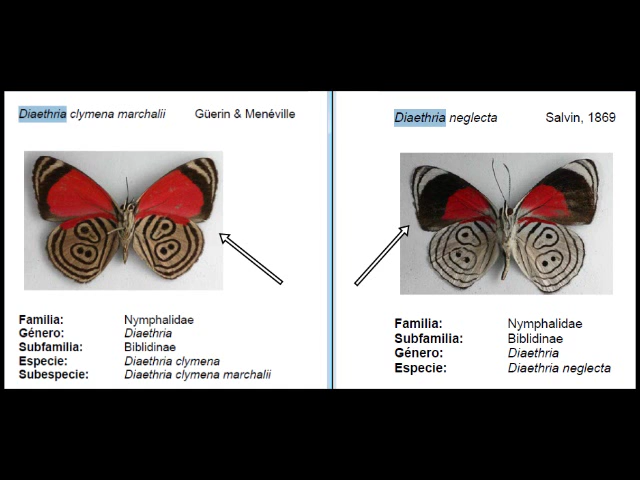 Diaethria clymena marchalii Güerin & Menéville
Familia: Nymphalidae
Género: Diaethria
Subfamilia: Biblidinae
Especie: Diaethria clymena
Subespecie: Diaethria clymena marchalii
Diaethria neglecta Salvin, 1869
Familia: Nymphalidae
Subfamilia: Biblidinae
Género: Diaethria
Especie: Diaethria neglecta